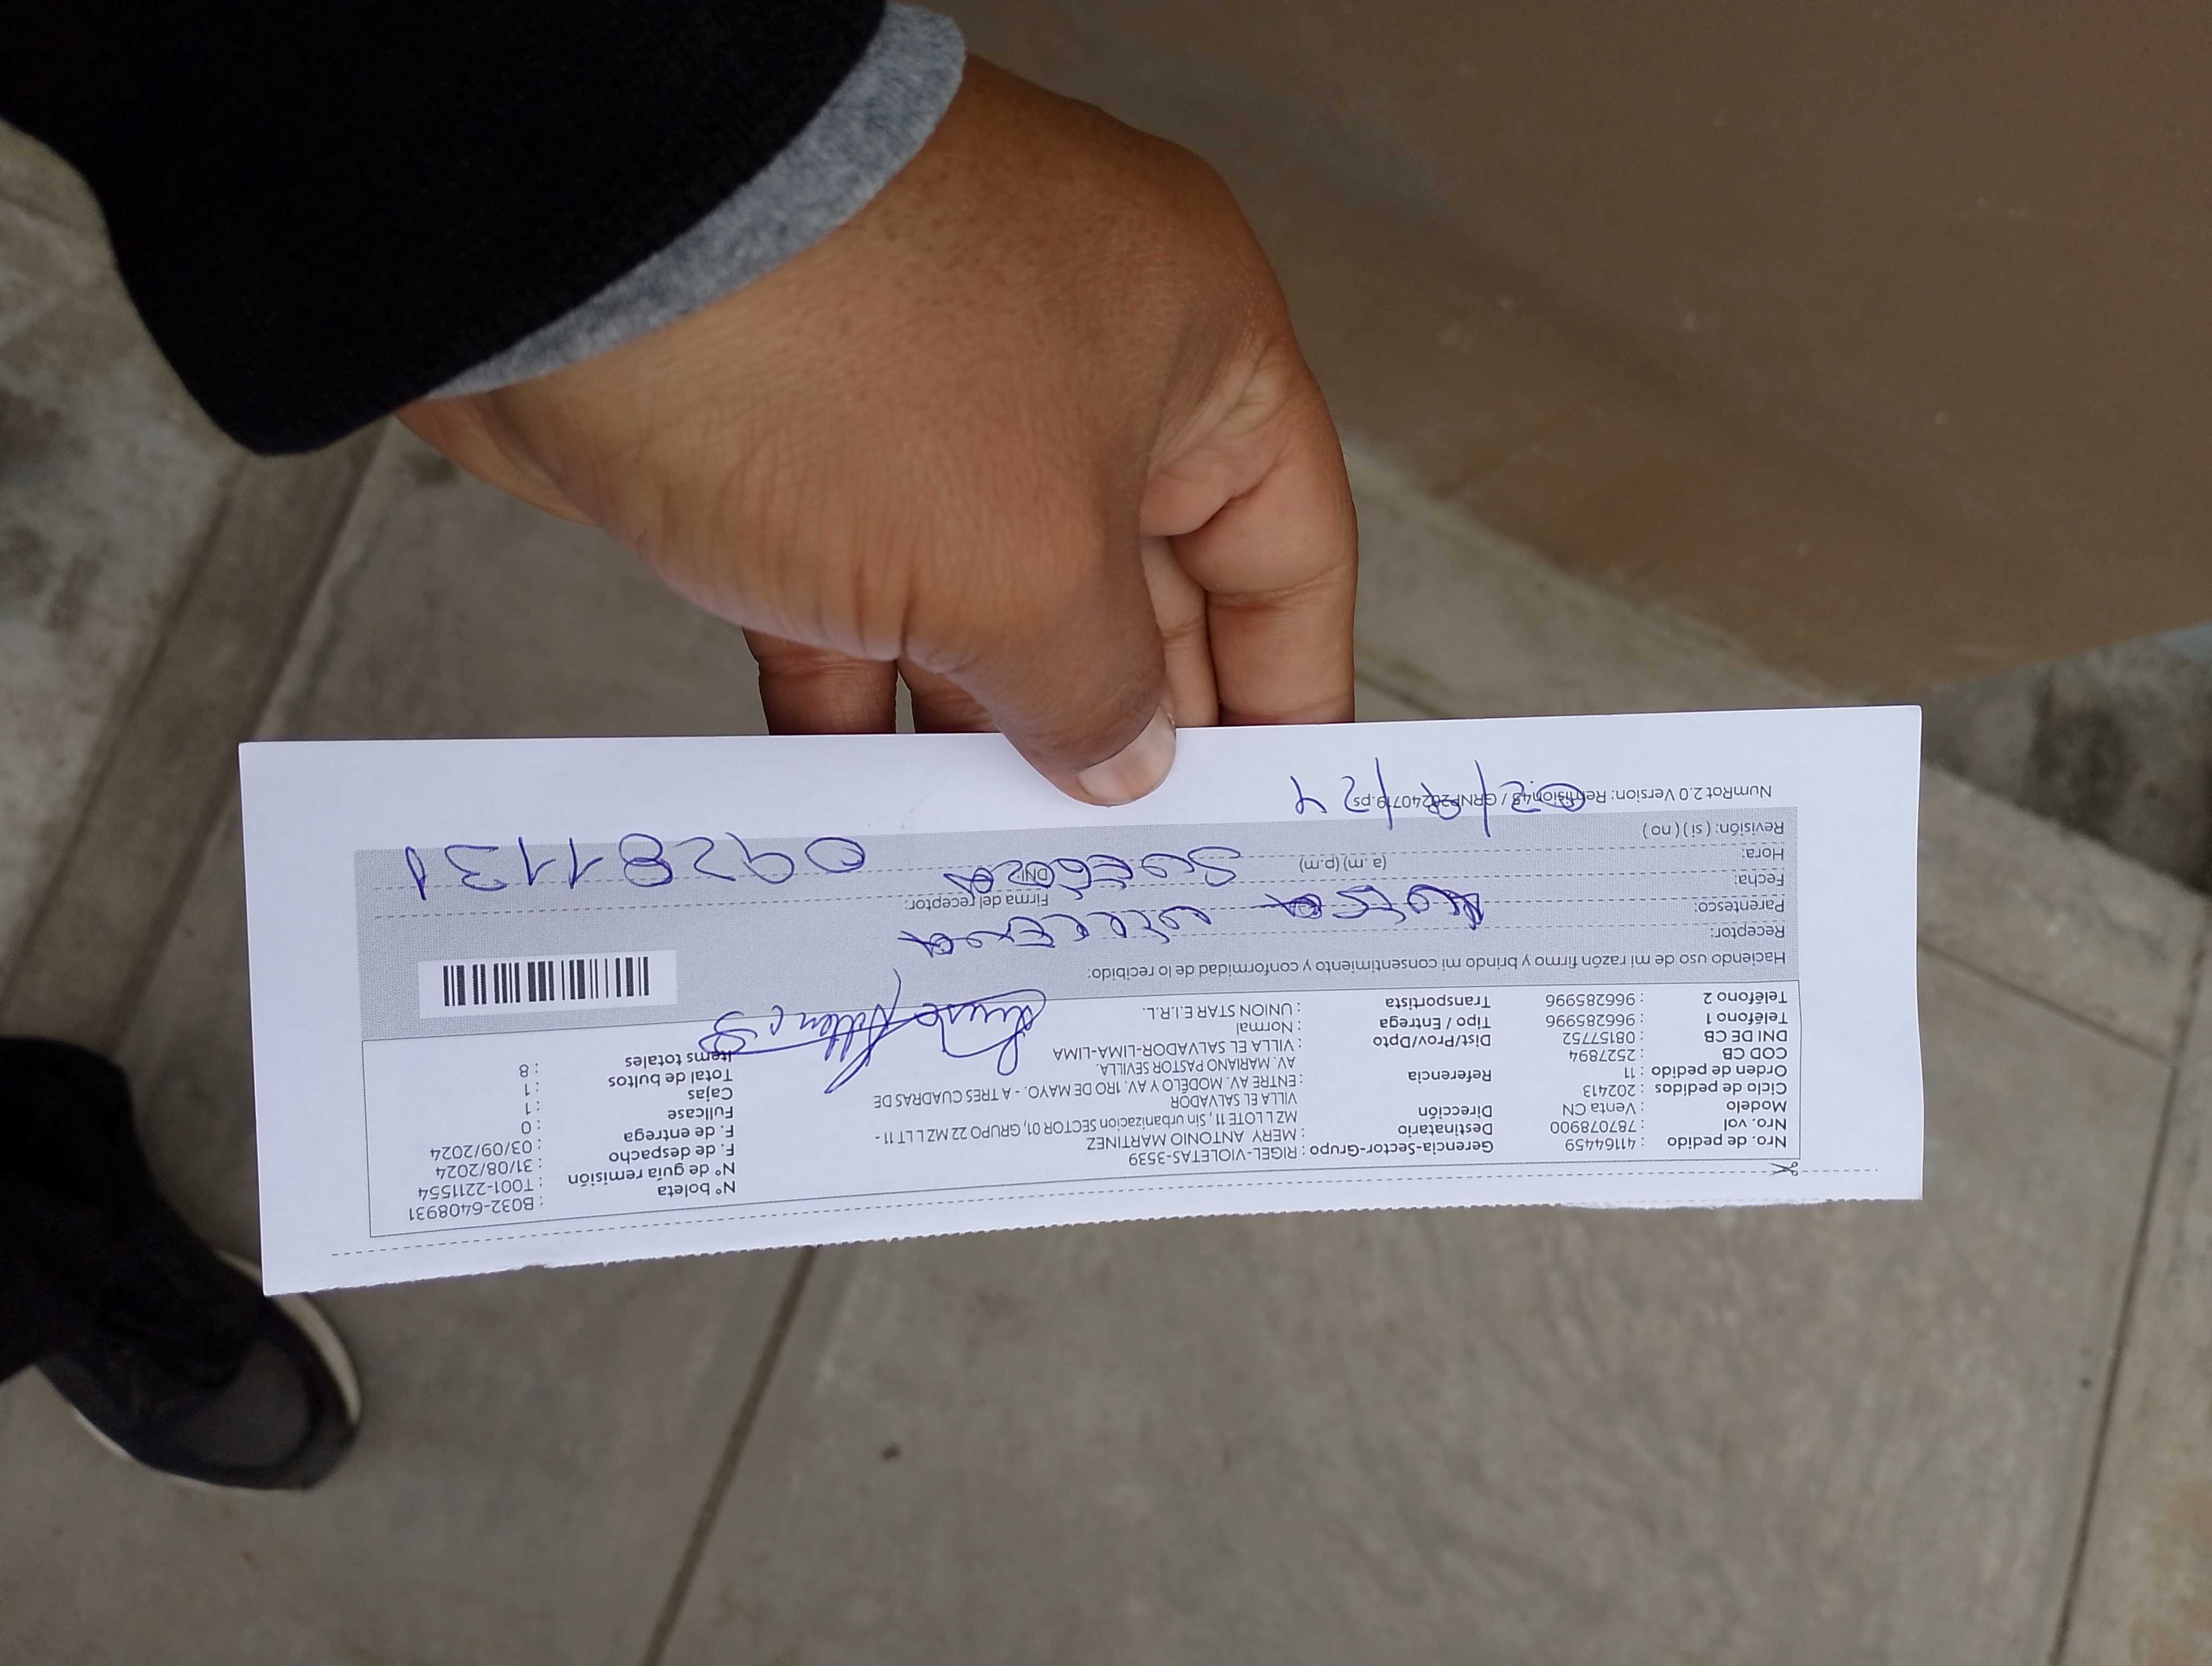 Nro. de pedido : 41164459
Nro. vol : 787078900
Modelo : Venta CN
Ciclo de pedidos : 202413
Orden de pedido : 11
COD CB : 2527894
DNI DE CB : 08157752
Teléfono 1 : 966285996
Teléfono 2 : 966285996
Gerencia-Sector-Grupo : RIGEL-VIOLETAS-3539
Destinatario : MERY ANTONIO MARTINEZ
Dirección MZ L LOTE 11, Sin urbanizacion SECTOR 01, GRUPO 22 MZ L LT 11 -
VILLA EL SALVADOR
Referencia : ENTRE AV. MODELO Y AV. 1RO DE MAYO. - A TRES CUADRAS DE
AV. MARIANO PASTOR SEVILLA.
Dist/Prov/Dpto : VILLA EL SALVADOR-LIMA-LIMA
Tipo / Entrega : Normal
Transportista : UNION STAR E.I.R.L.
N° boleta : B032-6408931
N° de guía remisión : T001-2211554
F. de despacho : 31/08/2024
F. de entrega : 03/09/2024
Fullcase : 0
Cajas : 1
Total de bultos : 1
Items totales : 8
Haciendo uso de mi razón firmo y brindo mi consentimiento y conformidad de lo recibido:
Receptor:
Parentesco:
Fecha:
Firma del receptor:
Hora: (a. m) (p.m)
DNI:
09281131
Revisión: ( si ) ( no )
NumRot 2.0 Version: